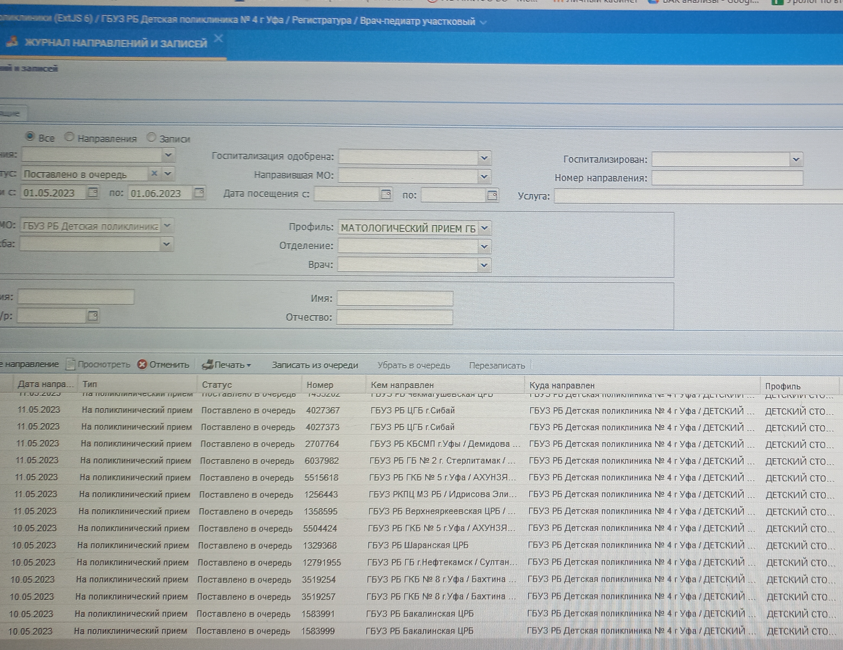 (ExtJS 6) / ГБУЗ РБ Детская поликлиника № 4 г Уфа / Регистратура / Врач-педиатр участковый
ЖУРНАЛ НАПРАВЛЕНИЙ И ЗАПИСЕЙ
и записей
Все Направления Записи
Госпитализация одобрена: Госпитализирован:
Поставлено в очередь Направившая МО: Номер направления:
с: 01.05.2023 по: 01.06.2023 Дата посещения с: по: Услуга:
МО: ГБУЗ РБ Детская поликлиника Профиль: МАТОЛОГИЧЕСКИЙ ПРИЕМ ГБ
Отделение:
Врач:
Имя:
Отчество:
направление Просмотреть Отменить Печать Записать из очереди Убрать в очередь Перезаписать
Дата напра... Тип Статус Номер Кем направлен Куда направлен Профиль
11.05.2023 На поликлинический прием Поставлено в очередь ГБУЗ РБ Чекмагушевская ЦРБ ГБУЗ РБ Детская поликлиника № 4 г Уфа / ДЕТСКИЙ ... ДЕТСКИЙ СТО...
11.05.2023 На поликлинический прием Поставлено в очередь 4027367 ГБУЗ РБ ЦГБ г.Сибай ГБУЗ РБ Детская поликлиника № 4 г Уфа / ДЕТСКИЙ ... ДЕТСКИЙ СТО...
11.05.2023 На поликлинический прием Поставлено в очередь 4027373 ГБУЗ РБ ЦГБ г.Сибай ГБУЗ РБ Детская поликлиника № 4 г Уфа / ДЕТСКИЙ ... ДЕТСКИЙ СТО...
11.05.2023 На поликлинический прием Поставлено в очередь 2707764 ГБУЗ РБ КБСМП г.Уфы / Демидова ... ГБУЗ РБ Детская поликлиника № 4 г Уфа / ДЕТСКИЙ ... ДЕТСКИЙ СТО...
11.05.2023 На поликлинический прием Поставлено в очередь 6037982 ГБУЗ РБ ГБ № 2 г. Стерлитамак / ... ГБУЗ РБ Детская поликлиника № 4 г Уфа / ДЕТСКИЙ ... ДЕТСКИЙ СТО...
11.05.2023 На поликлинический прием Поставлено в очередь 5515618 ГБУЗ РБ ГКБ № 5 г.Уфа / АХУНЗЯ... ГБУЗ РБ Детская поликлиника № 4 г Уфа / ДЕТСКИЙ ... ДЕТСКИЙ СТО...
11.05.2023 На поликлинический прием Поставлено в очередь 1256443 ГБУЗ РКПЦ МЗ РБ / Идрисова Эли... ГБУЗ РБ Детская поликлиника № 4 г Уфа / ДЕТСКИЙ ... ДЕТСКИЙ СТО...
11.05.2023 На поликлинический прием Поставлено в очередь 1358595 ГБУЗ РБ Верхнеяркеевская ЦРБ / ... ГБУЗ РБ Детская поликлиника № 4 г Уфа / ДЕТСКИЙ ... ДЕТСКИЙ СТО...
10.05.2023 На поликлинический прием Поставлено в очередь 5504424 ГБУЗ РБ ГКБ № 5 г.Уфа / АХУНЗЯ... ГБУЗ РБ Детская поликлиника № 4 г Уфа / ДЕТСКИЙ ... ДЕТСКИЙ СТО...
10.05.2023 На поликлинический прием Поставлено в очередь 1329368 ГБУЗ РБ Шаранская ЦРБ ГБУЗ РБ Детская поликлиника № 4 г Уфа / ДЕТСКИЙ ... ДЕТСКИЙ СТО...
10.05.2023 На поликлинический прием Поставлено в очередь 12791955 ГБУЗ РБ ГБ г.Нефтекамск / Султан... ГБУЗ РБ Детская поликлиника № 4 г Уфа / ДЕТСКИЙ ... ДЕТСКИЙ СТО...
10.05.2023 На поликлинический прием Поставлено в очередь 3519254 ГБУЗ РБ ГКБ № 8 г.Уфа / Бахтина ... ГБУЗ РБ Детская поликлиника № 4 г Уфа / ДЕТСКИЙ ... ДЕТСКИЙ СТО...
10.05.2023 На поликлинический прием Поставлено в очередь 3519257 ГБУЗ РБ ГКБ № 8 г.Уфа / Бахтина ... ГБУЗ РБ Детская поликлиника № 4 г Уфа / ДЕТСКИЙ ... ДЕТСКИЙ СТО...
10.05.2023 На поликлинический прием Поставлено в очередь 1583991 ГБУЗ РБ Бакалинская ЦРБ ГБУЗ РБ Детская поликлиника № 4 г Уфа / ДЕТСКИЙ ... ДЕТСКИЙ СТО...
10.05.2023 На поликлинический прием Поставлено в очередь 1583999 ГБУЗ РБ Бакалинская ЦРБ ГБУЗ РБ Детская поликлиника № 4 г Уфа / ДЕТСКИЙ ... ДЕТСКИЙ СТО...